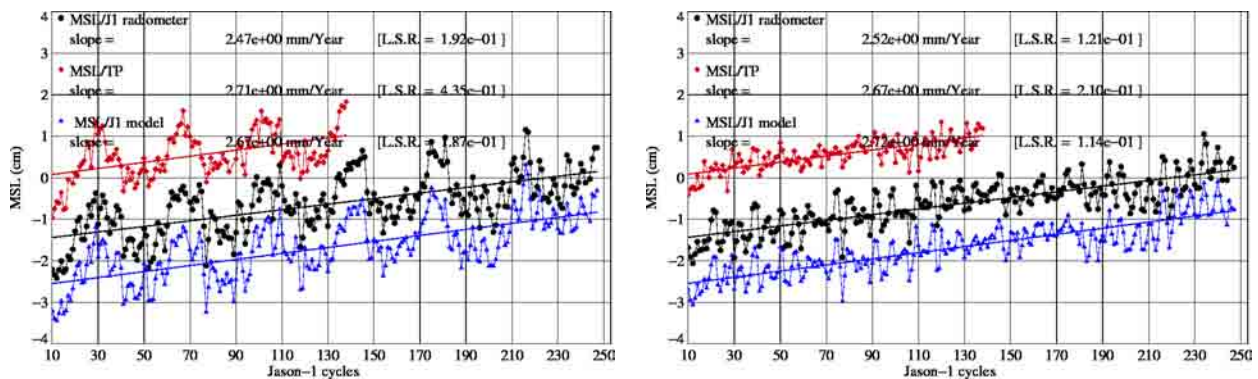 4
3
2
1
0
−1
−2
−3
−4
MSL (cm)
MSL/J1 radiometer
slope = 2.47e+00 mm/Year [L.S.R. = 1.92e−01 ]
MSL/TP
slope = 2.71e+00 mm/Year [L.S.R. = 4.35e−01 ]
MSL/J1 model
slope = 2.67e+00 mm/Year [L.S.R. = 1.87e−01 ]
10 30 50 70 90 110 130 150 170 190 210 230 250
Jason−1 cycles
4
3
2
1
0
−1
−2
−3
−4
MSL (cm)
MSL/J1 radiometer
slope = 2.52e+00 mm/Year [L.S.R. = 1.21e−01 ]
MSL/TP
slope = 2.67e+00 mm/Year [L.S.R. = 2.10e−01 ]
MSL/J1 model
slope = 2.72e+00 mm/Year [L.S.R. = 1.14e−01 ]
10 30 50 70 90 110 130 150 170 190 210 230 250
Jason−1 cycles